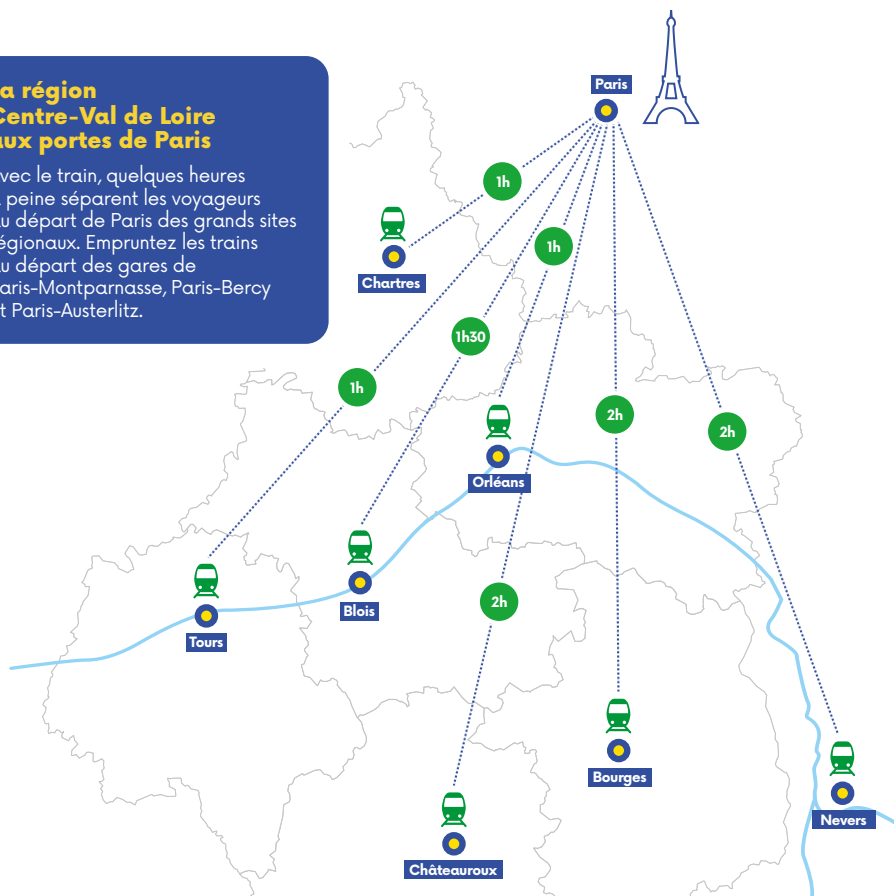 a région
Centre-Val de Loire
aux portes de Paris
vec le train, quelques heures
peine séparent les voyageurs
u départ de Paris des grands sites
égionaux. Empruntez les trains
u départ des gares de
aris-Montparnasse, Paris-Bercy
t Paris-Austerlitz.
Paris
1h
1h
Chartres
1h30
1h
2h
2h
Orléans
2h
Blois
Tours
Bourges
Nevers
Châteauroux